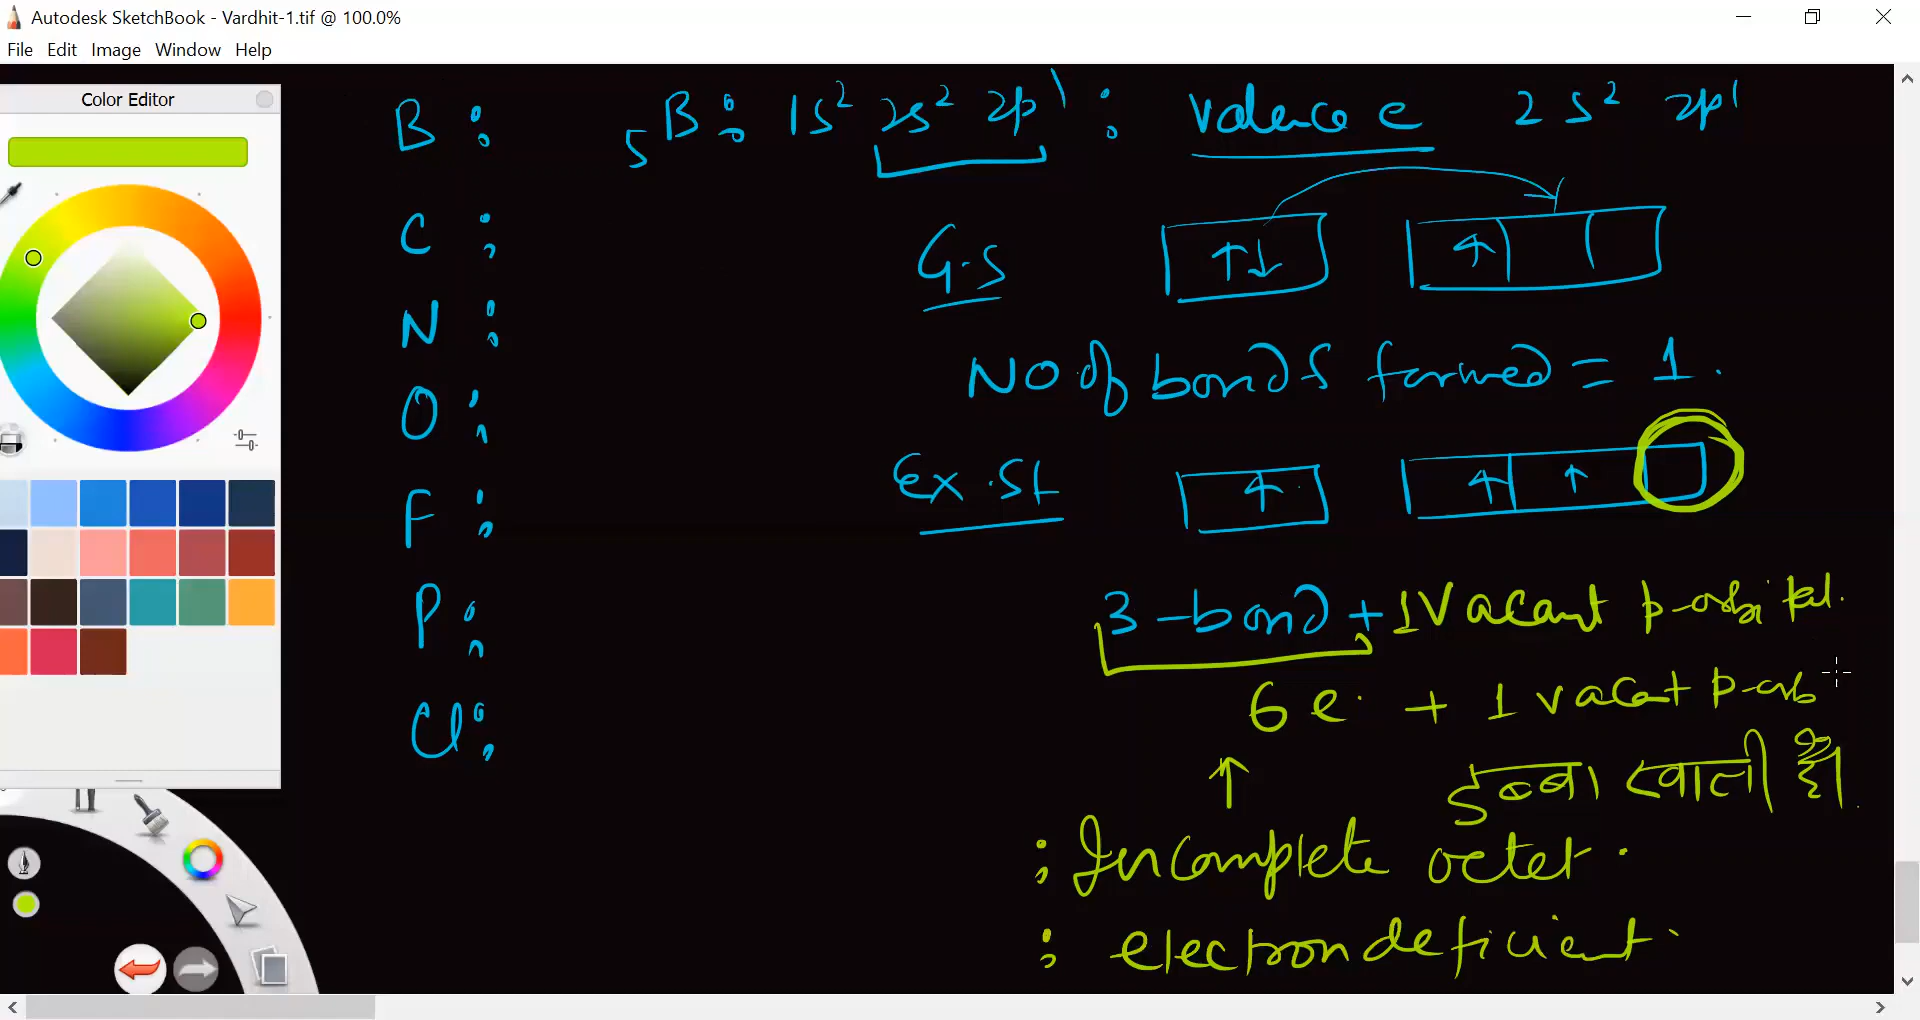 Autodesk SketchBook - Vardhit-1.tif @ 100.0%
File Edit Image Window Help
Color Editor
B :
C :
N :
O :
F :
P :
Cl :
5B : 1s² 2s² 2p¹ : valence e 2s² 2p¹
G.S ↑↓ ↑
NO of bonds formed = 1.
Ex.St ↑ ↑ ↑
3-bond + 1 Vacant p-orbital.
6 e. + 1 vacant p-orb
↑
: Incomplete octet.
: electron deficient.